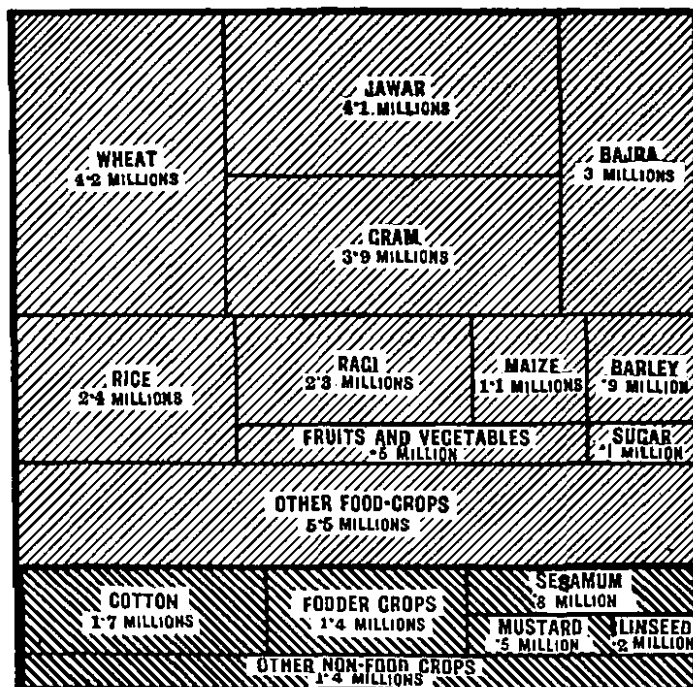 WHEAT
4·2 MILLIONS
JAWAR
4·1 MILLIONS
GRAM
3·9 MILLIONS
BAJRA
3 MILLIONS
RICE
2·4 MILLIONS
RAGI
2·3 MILLIONS
MAIZE
1·1 MILLIONS
BARLEY
·9 MILLION
FRUITS AND VEGETABLES
·5 MILLION
SUGAR
·1 MILLION
OTHER FOOD-CROPS
5·5 MILLIONS
COTTON
1·7 MILLIONS
FODDER CROPS
1·4 MILLIONS
SESAMUM
·8 MILLION
MUSTARD
·5 MILLION
LINSEED
·2 MILLION
OTHER NON-FOOD CROPS
1·4 MILLIONS